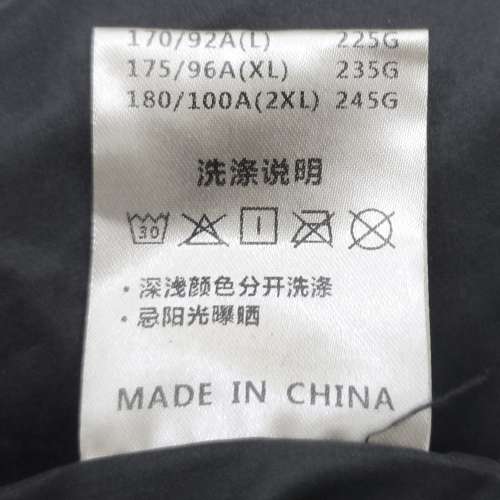 170/92A(L) 225G
175/96A(XL) 235G
180/100A(2XL) 245G
洗涤说明
30
·深浅颜色分开洗涤
·忌阳光曝晒
MADE IN CHINA